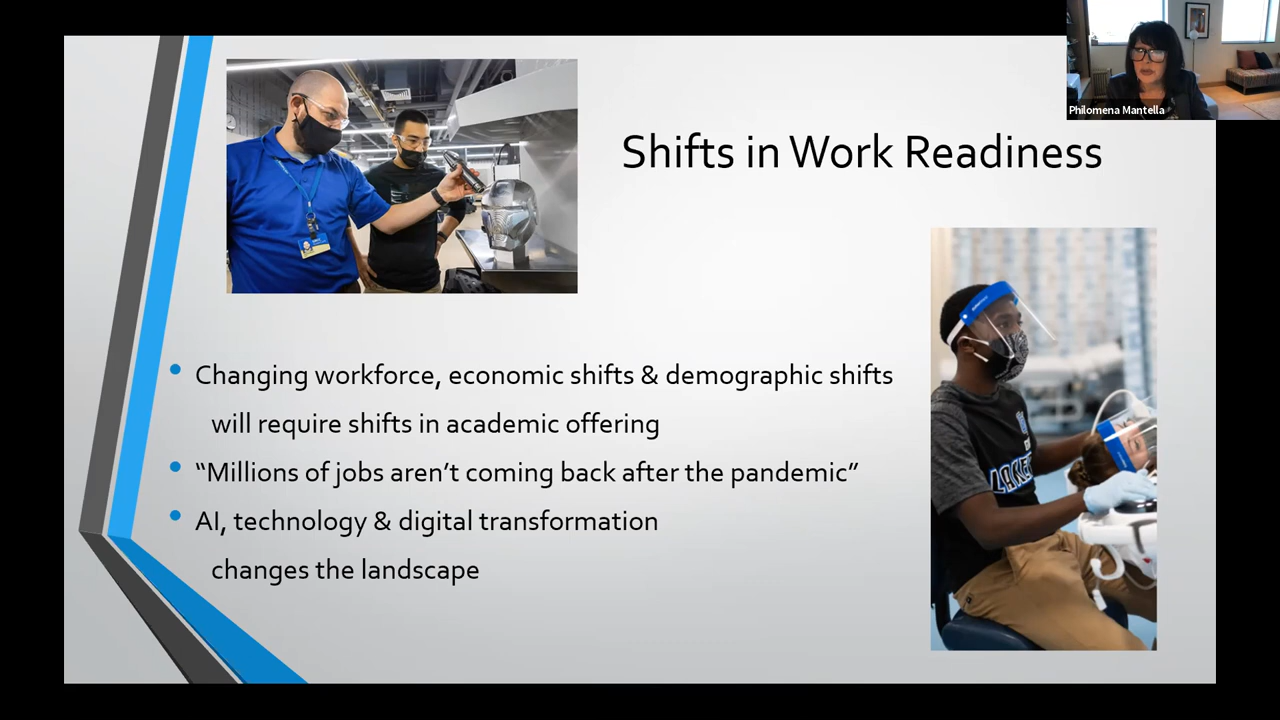 Philomena Mantella
Shifts in Work Readiness
Changing workforce, economic shifts & demographic shifts
will require shifts in academic offering
“Millions of jobs aren’t coming back after the pandemic”
AI, technology & digital transformation
changes the landscape